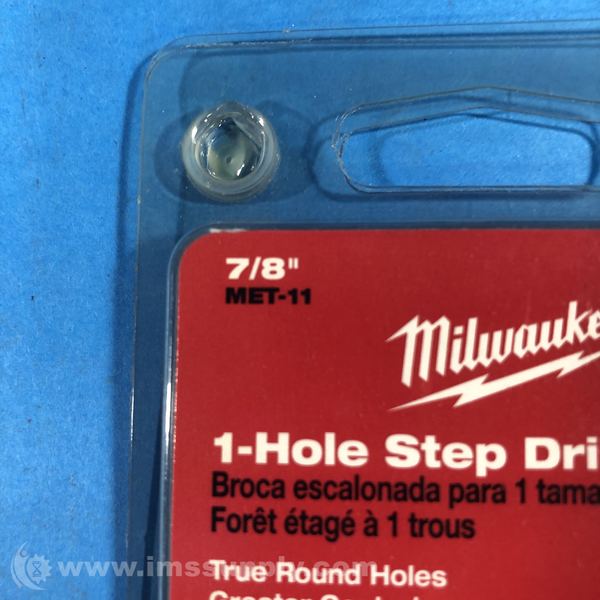 7/8"
MET-11
Milwauke
1-Hole Step Dri
Broca escalonada para 1 tama
Forêt étagé à 1 trous
True Round Holes
www.imssupply.com